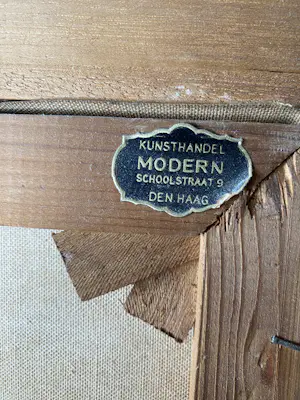 KUNSTHANDEL
MODERN
SCHOOLSTRAAT 9
DEN HAAG